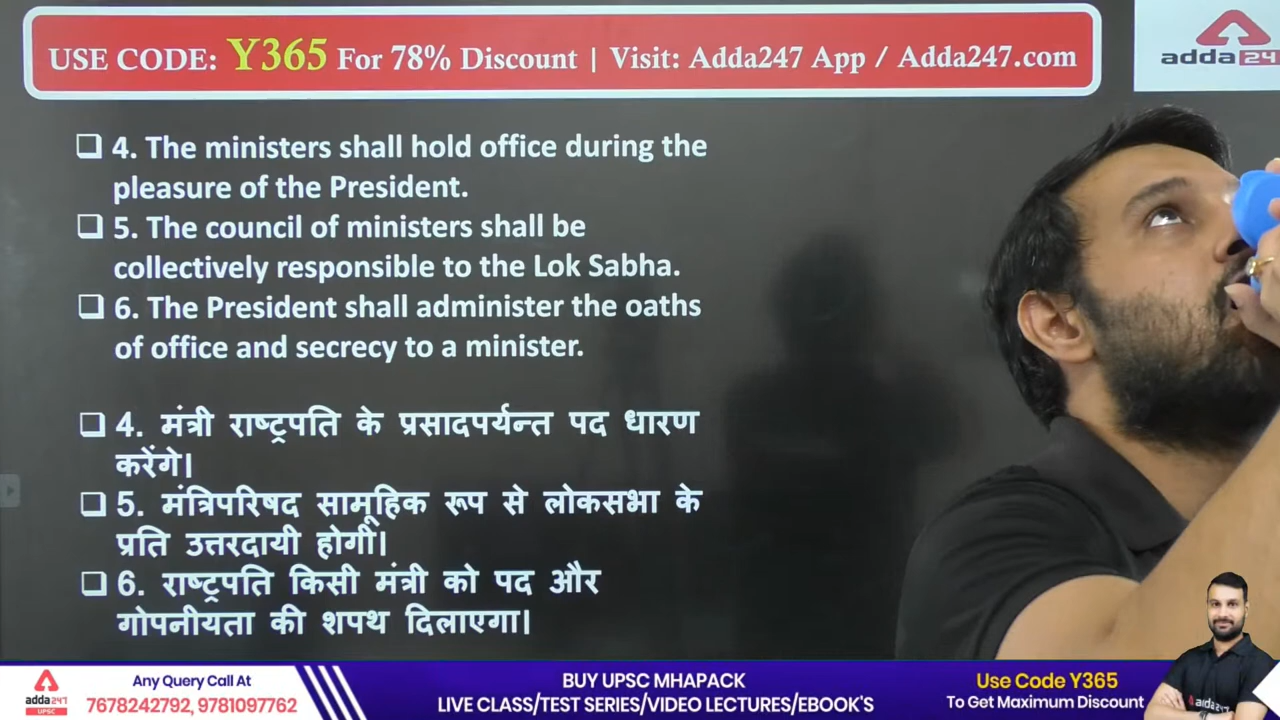 USE CODE: Y365 For 78% Discount | Visit: Adda247 App / Adda247.com
adda 24
❑ 4. The ministers shall hold office during the
pleasure of the President.
❑ 5. The council of ministers shall be
collectively responsible to the Lok Sabha.
❑ 6. The President shall administer the oaths
of office and secrecy to a minister.
❑ 4. मंत्री राष्ट्रपति के प्रसादपर्यन्त पद धारण
करेंगे।
❑ 5. मंत्रिपरिषद सामूहिक रूप से लोकसभा के
प्रति उत्तरदायी होगी।
❑ 6. राष्ट्रपति किसी मंत्री को पद और
गोपनीयता की शपथ दिलाएगा।
adda 247
UPSC
Any Query Call At
7678242792, 9781097762
BUY UPSC MHAPACK
LIVE CLASS/TEST SERIES/VIDEO LECTURES/EBOOK'S
Use Code Y365
To Get Maximum Discount